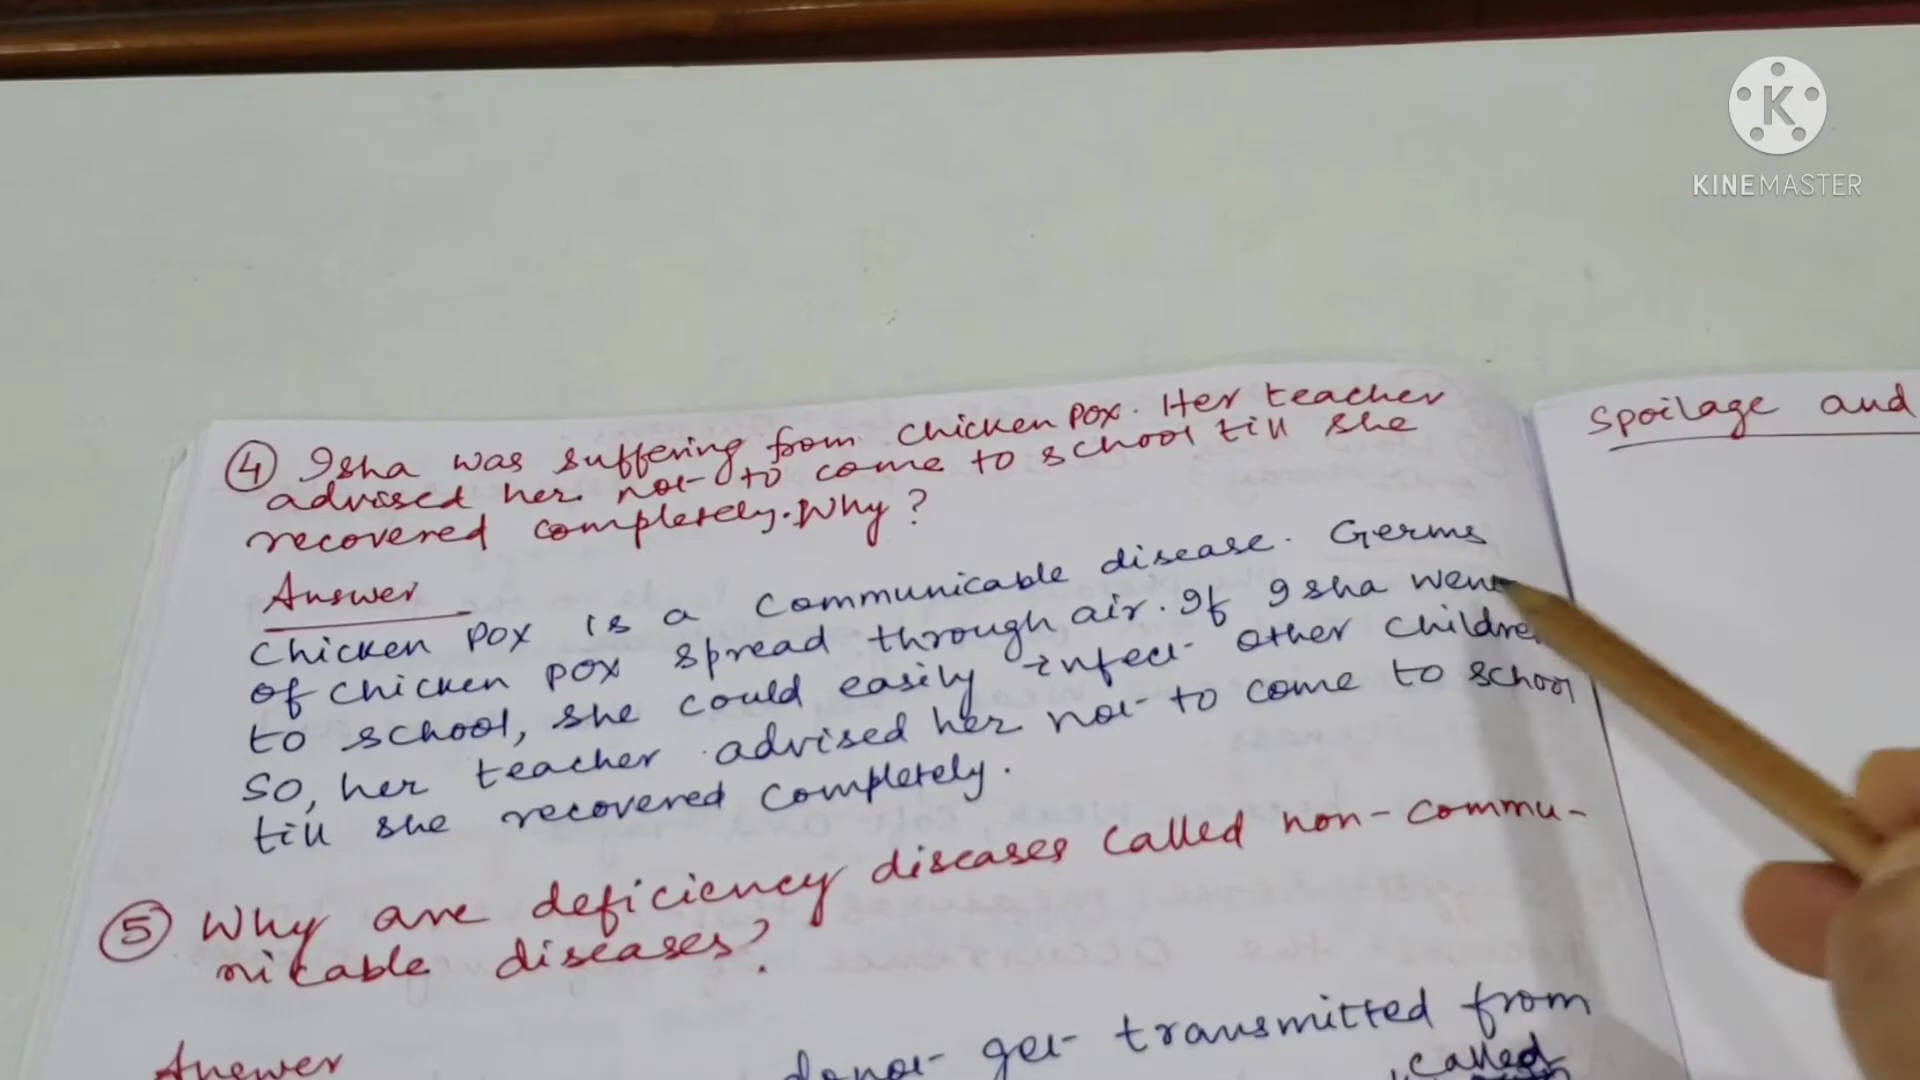 K
KINEMASTER
④ Isha was suffering from chicken pox. Her teacher
advised her not to come to school till she
recovered completely. Why?
Answer
Chicken pox is a communicable disease. Germs
of chicken pox spread through air. If Isha went
to school, she could easily infect other children
So, her teacher advised her not to come to school
till she recovered completely.
⑤ Why are deficiency diseases called non-commu-
nicable diseases?
Answer
donot get transmitted from
called
Spoilage and